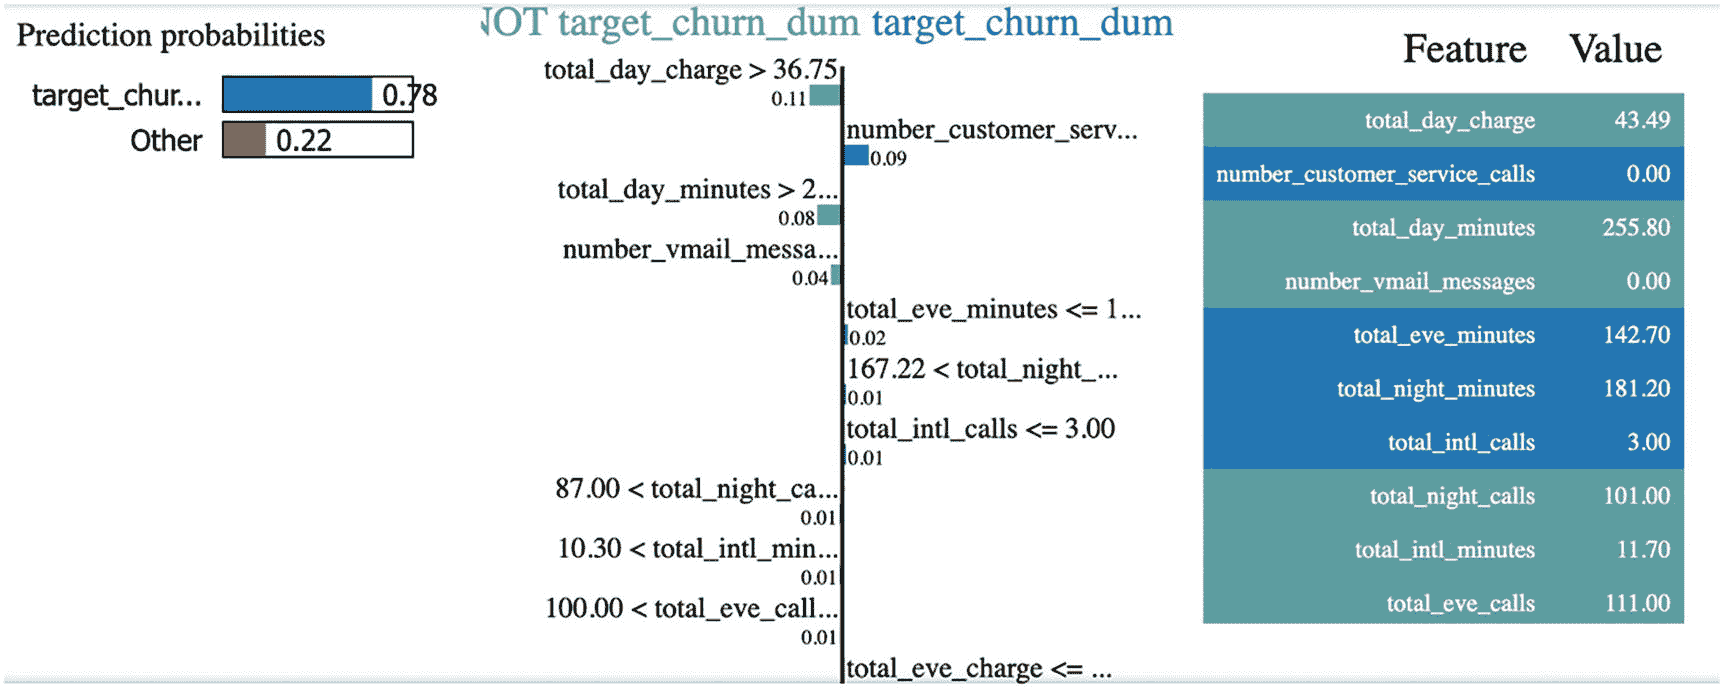 Prediction probabilities
target_chur... 0.78
Other 0.22
NOT target_churn_dum target_churn_dum
total_day_charge > 36.75
0.11
number_customer_serv...
0.09
total_day_minutes > 2...
0.08
number_vmail_messa...
0.04
total_eve_minutes <= 1...
0.02
167.22 < total_night_...
0.01
total_intl_calls <= 3.00
0.01
87.00 < total_night_ca...
0.01
10.30 < total_intl_min...
0.01
100.00 < total_eve_call...
0.01
total_eve_charge <= ...
Feature Value
total_day_charge 43.49
number_customer_service_calls 0.00
total_day_minutes 255.80
number_vmail_messages 0.00
total_eve_minutes 142.70
total_night_minutes 181.20
total_intl_calls 3.00
total_night_calls 101.00
total_intl_minutes 11.70
total_eve_calls 111.00